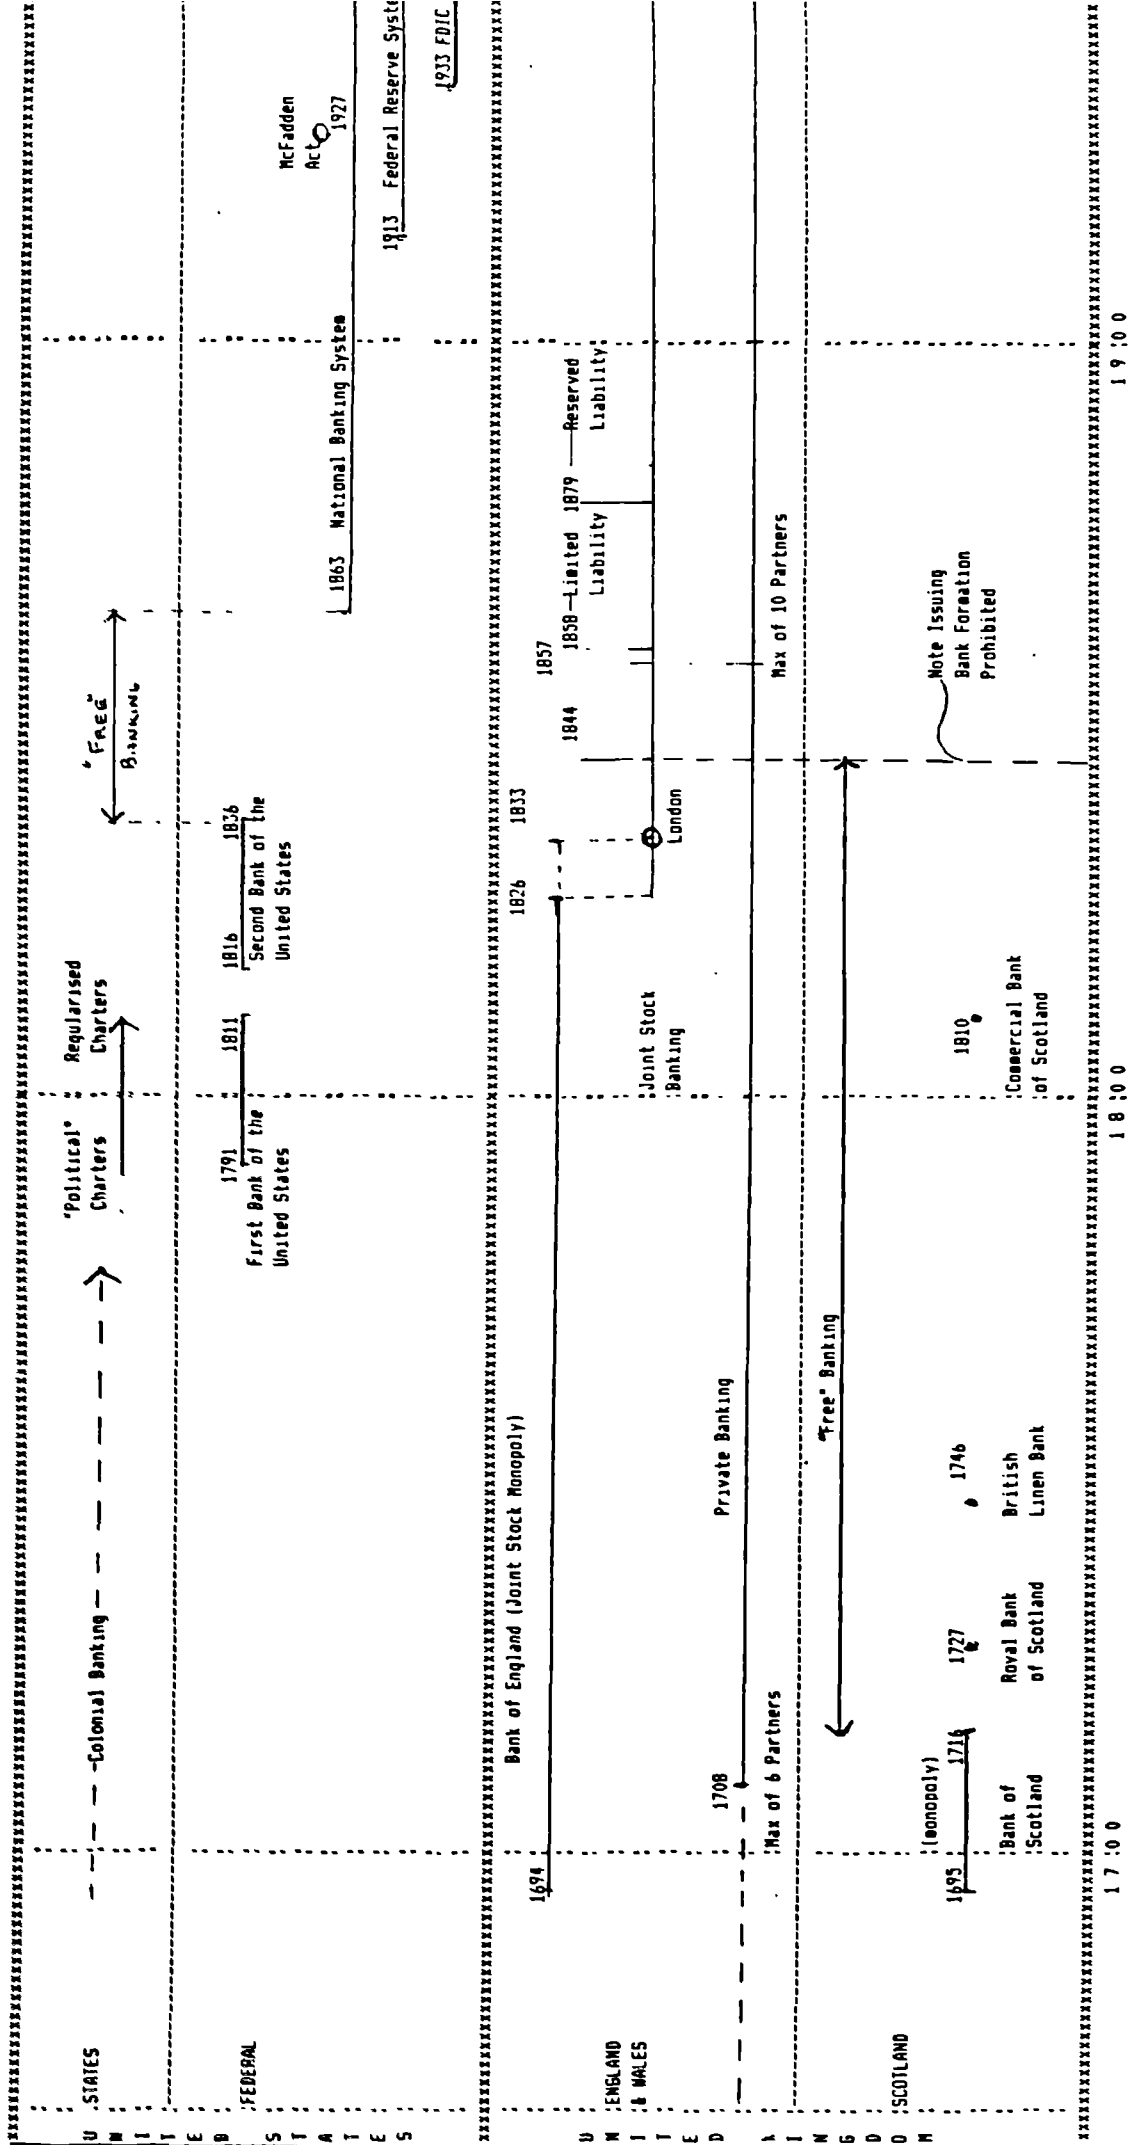 UNITED STATES
STATES
- - - -Colonial Banking- - - -
"Political"
Charters
Regularised
Charters
"FREE"
BANKING
FEDERAL
1791
1811
First Bank of the
United States
1816
1836
Second Bank of the
United States
1863 National Banking System
McFadden
Act
1927
1913 Federal Reserve Syst
1933 FDIC
UNITED KINGDOM
ENGLAND
& WALES
1694
Bank of England (Joint Stock Monopoly)
1826
1833
1844
1857
1858—Limited
Liability
1879 — Reserved
Liability
Joint Stock
Banking
London
1708
Private Banking
Max of 6 Partners
Max of 10 Partners
SCOTLAND
"Free" Banking
(monopoly)
1695
1716
Bank of
Scotland
1727
Royal Bank
of Scotland
1746
British
Linen Bank
1810
Commercial Bank
of Scotland
Note Issuing
Bank Formation
Prohibited
1700
1800
1900